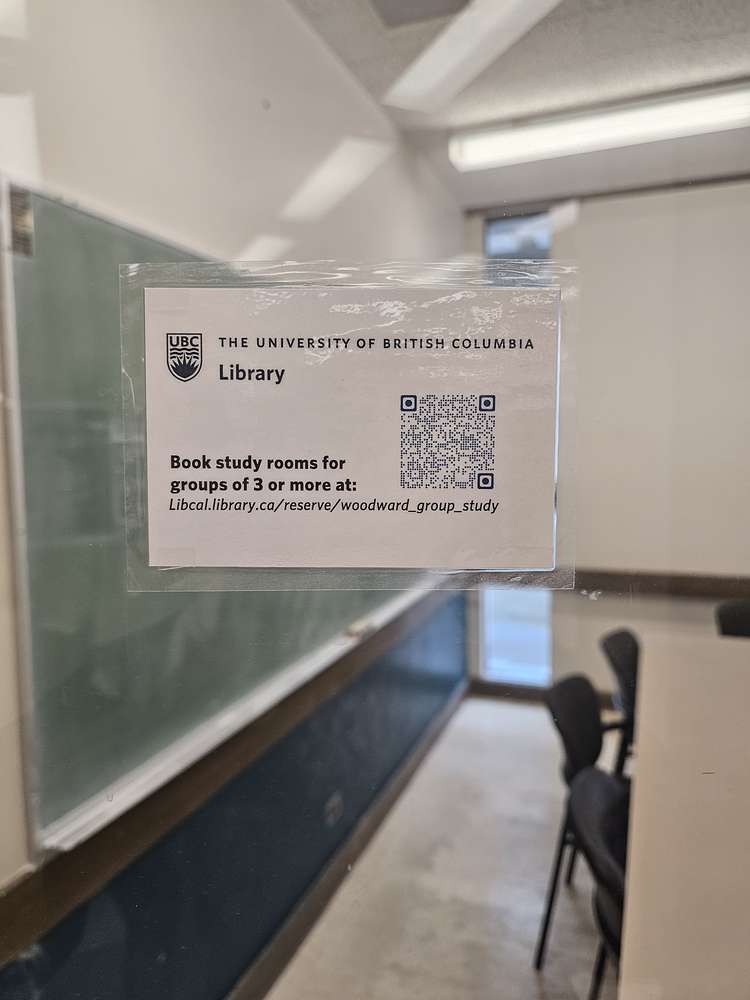 UBC
THE UNIVERSITY OF BRITISH COLUMBIA
Library
Book study rooms for
groups of 3 or more at:
Libcal.library.ca/reserve/woodward_group_study